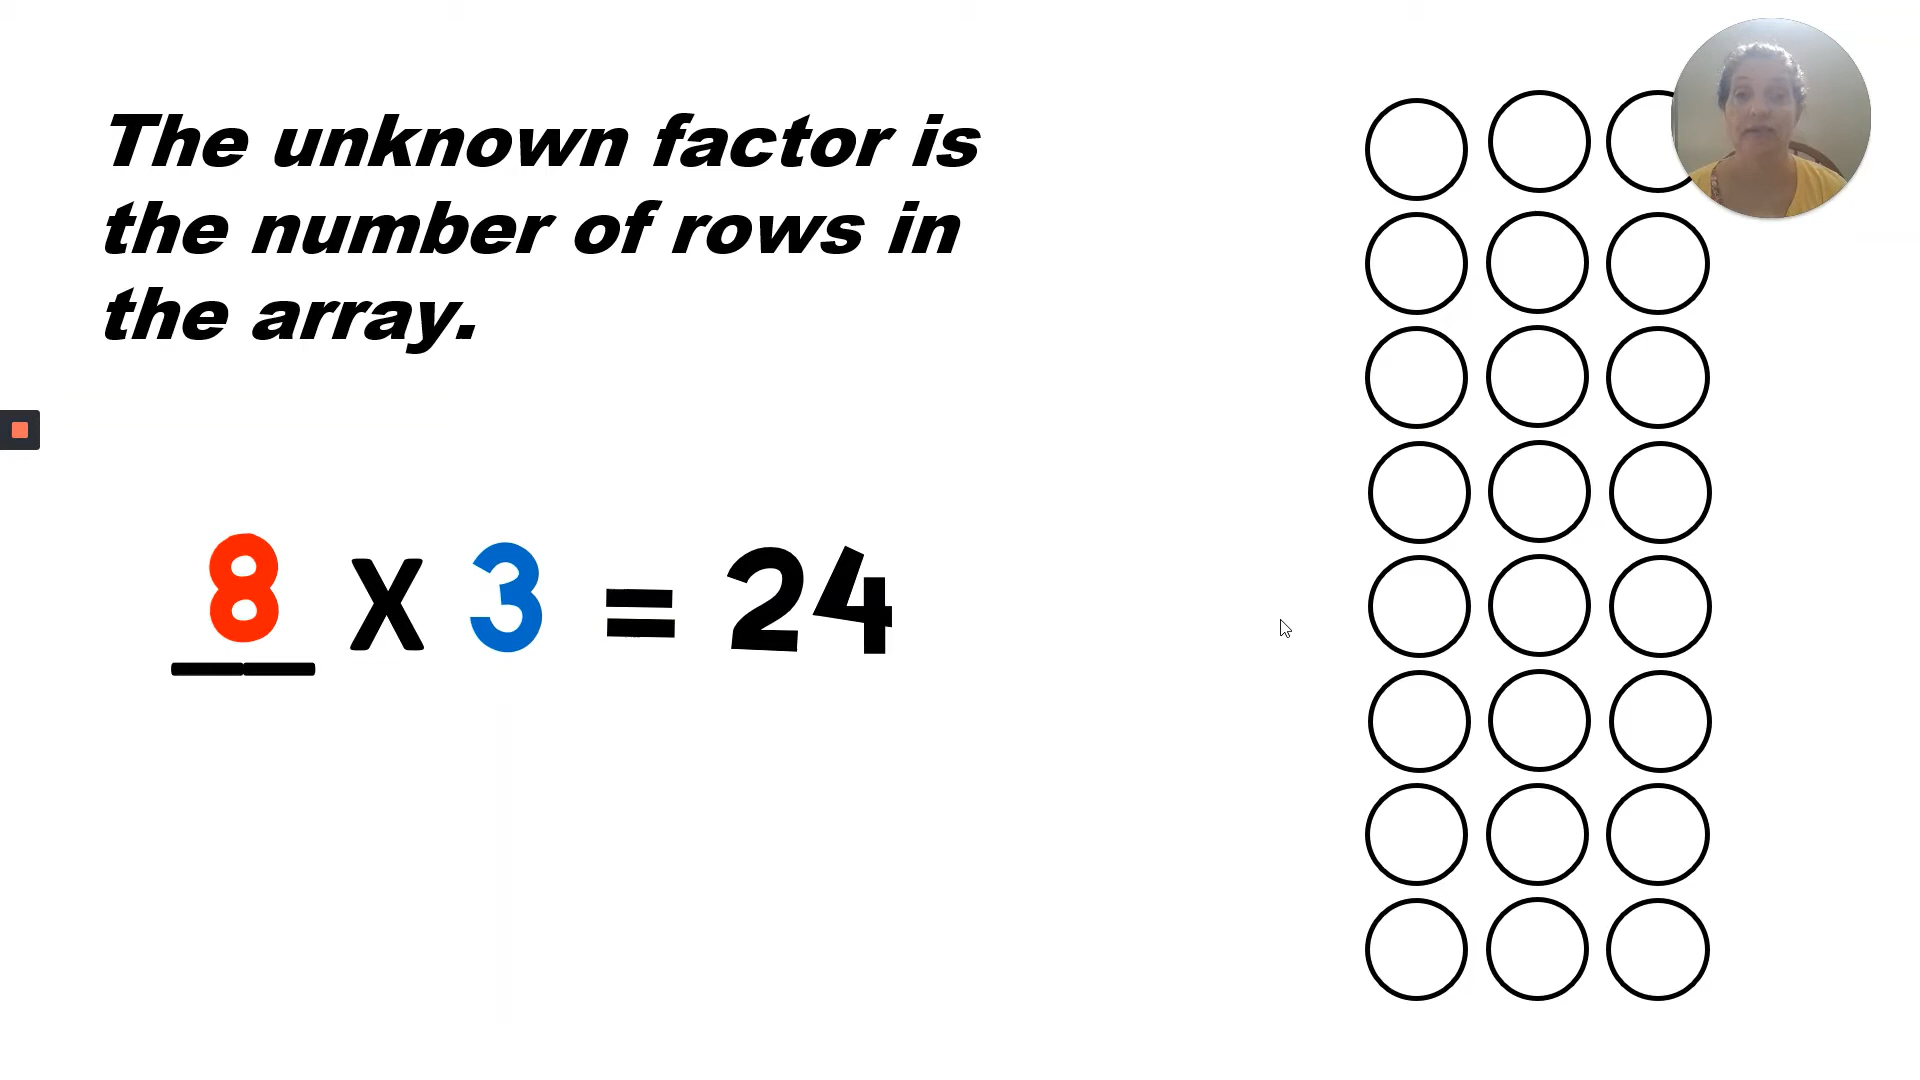 The unknown factor is
the number of rows in
the array.
8 X 3 = 24